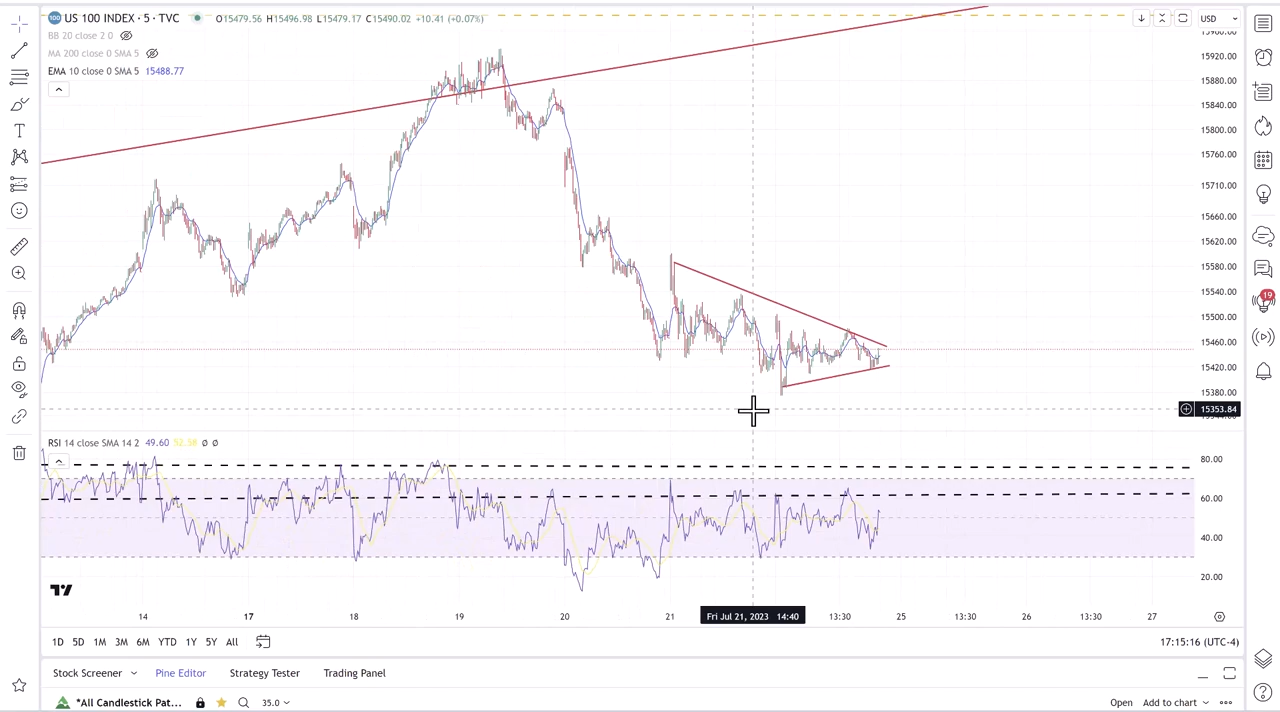 100 US 100 INDEX · 5 · TVC O15479.56 H15496.98 L15479.17 C15490.02 +10.41 (+0.07%)
BB 20 close 2 0
MA 200 close 0 SMA 5
EMA 10 close 0 SMA 5 15488.77
USD
15920.00
15880.00
15840.00
15800.00
15760.00
15710.00
15660.00
15620.00
15580.00
15540.00
15500.00
15460.00
15420.00
15380.00
15353.84
19
RSI 14 close SMA 14 2 49.60 52.58 Ø Ø
80.00
60.00
40.00
20.00
14 17 18 19 20 21 Fri Jul 21, 2023 14:40 13:30 25 13:30 26 13:30 27
1D 5D 1M 3M 6M YTD 1Y 5Y All 17:15:16 (UTC-4)
Stock Screener Pine Editor Strategy Tester Trading Panel
*All Candlestick Pat... 35.0 Open Add to chart